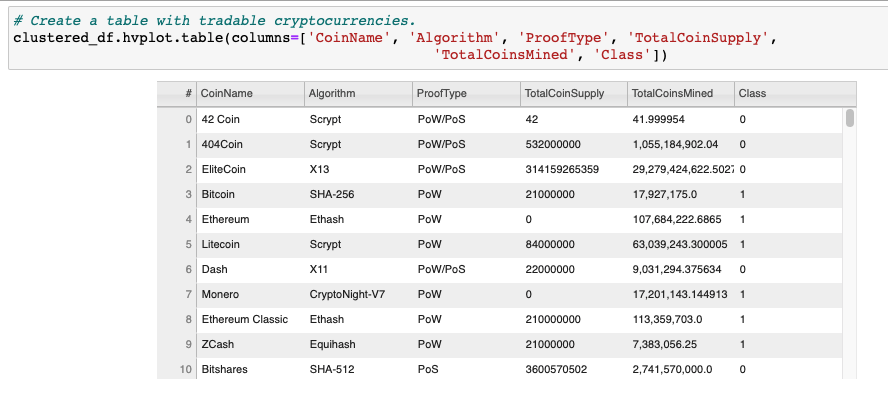 # Create a table with tradable cryptocurrencies.
clustered_df.hvplot.table(columns=['CoinName', 'Algorithm', 'ProofType', 'TotalCoinSupply',
'TotalCoinsMined', 'Class'])
# CoinName Algorithm ProofType TotalCoinSupply TotalCoinsMined Class
0 42 Coin Scrypt PoW/PoS 42 41.999954 0
1 404Coin Scrypt PoW/PoS 532000000 1,055,184,902.04 0
2 EliteCoin X13 PoW/PoS 314159265359 29,279,424,622.5027 0
3 Bitcoin SHA-256 PoW 21000000 17,927,175.0 1
4 Ethereum Ethash PoW 0 107,684,222.6865 1
5 Litecoin Scrypt PoW 84000000 63,039,243.300005 1
6 Dash X11 PoW/PoS 22000000 9,031,294.375634 0
7 Monero CryptoNight-V7 PoW 0 17,201,143.144913 1
8 Ethereum Classic Ethash PoW 210000000 113,359,703.0 1
9 ZCash Equihash PoW 21000000 7,383,056.25 1
10 Bitshares SHA-512 PoS 3600570502 2,741,570,000.0 0